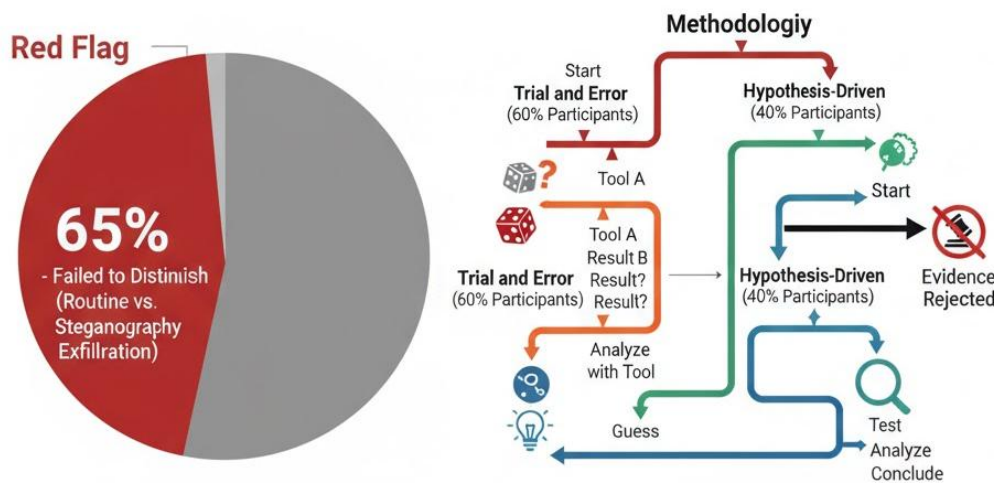 Red Flag
65%
- Failed to Distinish
(Routine vs.
Steganography
Exfillration)
Methodologiy
Start
Trial and Error
(60% Participants)
Tool A
?
Tool A
Result B
Result?
Result?
Trial and Error
(60% Participants)
Analyze
with Tool
Guess
Hypothesis-Driven
(40% Participants)
Start
Evidence
Rejected
Hypothesis-Driven
(40% Participants)
Test
Analyze
Conclude